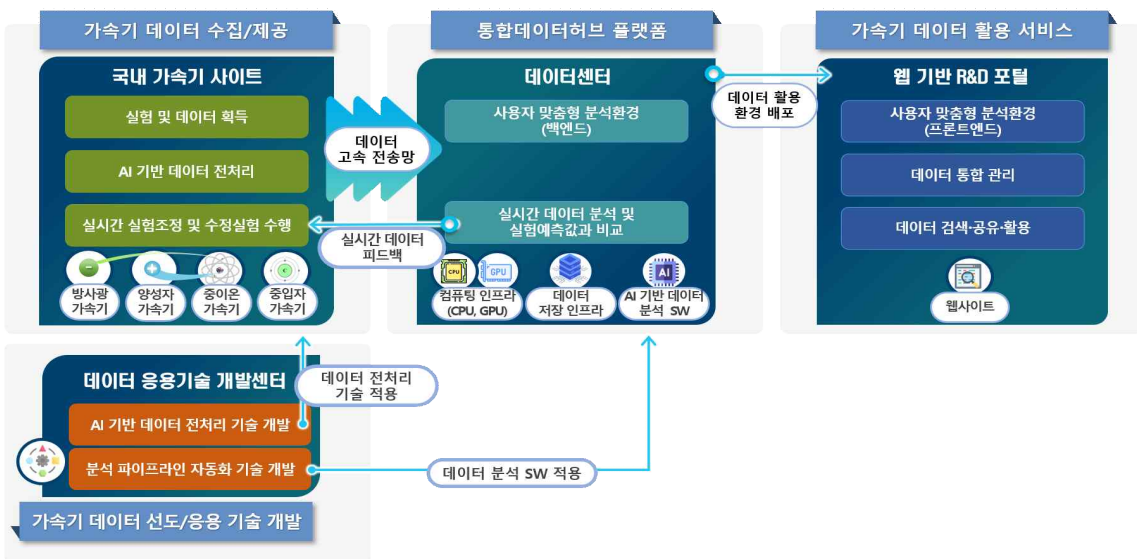 가속기 데이터 수집/제공
국내 가속기 사이트
실험 및 데이터 획득
AI 기반 데이터 전처리
실시간 실험조정 및 수정실험 수행
방사광
가속기
양성자
가속기
중이온
가속기
중입자
가속기
데이터
고속 전송망
실시간 데이터
피드백
통합데이터허브 플랫폼
데이터센터
사용자 맞춤형 분석환경
(백엔드)
실시간 데이터 분석 및
실험예측값과 비교
CPU
GPU
AI
컴퓨팅 인프라
(CPU, GPU)
데이터
저장 인프라
AI 기반 데이터
분석 SW
데이터 활용
환경 배포
가속기 데이터 활용 서비스
웹 기반 R&D 포털
사용자 맞춤형 분석환경
(프론트엔드)
데이터 통합 관리
데이터 검색·공유·활용
웹사이트
데이터 응용기술 개발센터
AI 기반 데이터 전처리 기술 개발
분석 파이프라인 자동화 기술 개발
데이터 전처리
기술 적용
데이터 분석 SW 적용
가속기 데이터 선도/응용 기술 개발